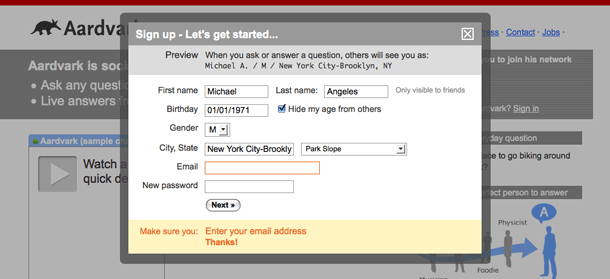 Aardvark
Contact · Jobs ·
Sign up - Let's get started...
Preview When you ask or answer a question, others will see you as:
Michael A. / M / New York City-Brooklyn, NY
First name Michael Last name: Angeles Only visible to friends
Birthday 01/01/1971 Hide my age from others
Gender M
City, State New York City-Brookly Park Slope
Email
New password
Next »
Make sure you: Enter your email address
Thanks!
Aardvark is soci
• Ask any questi
• Live answers f
you to join his network
Sign in
Aardvark (sample c
Watch a
quick de
day question
ace to go biking around
ect person to answer
Physicist
Foodie